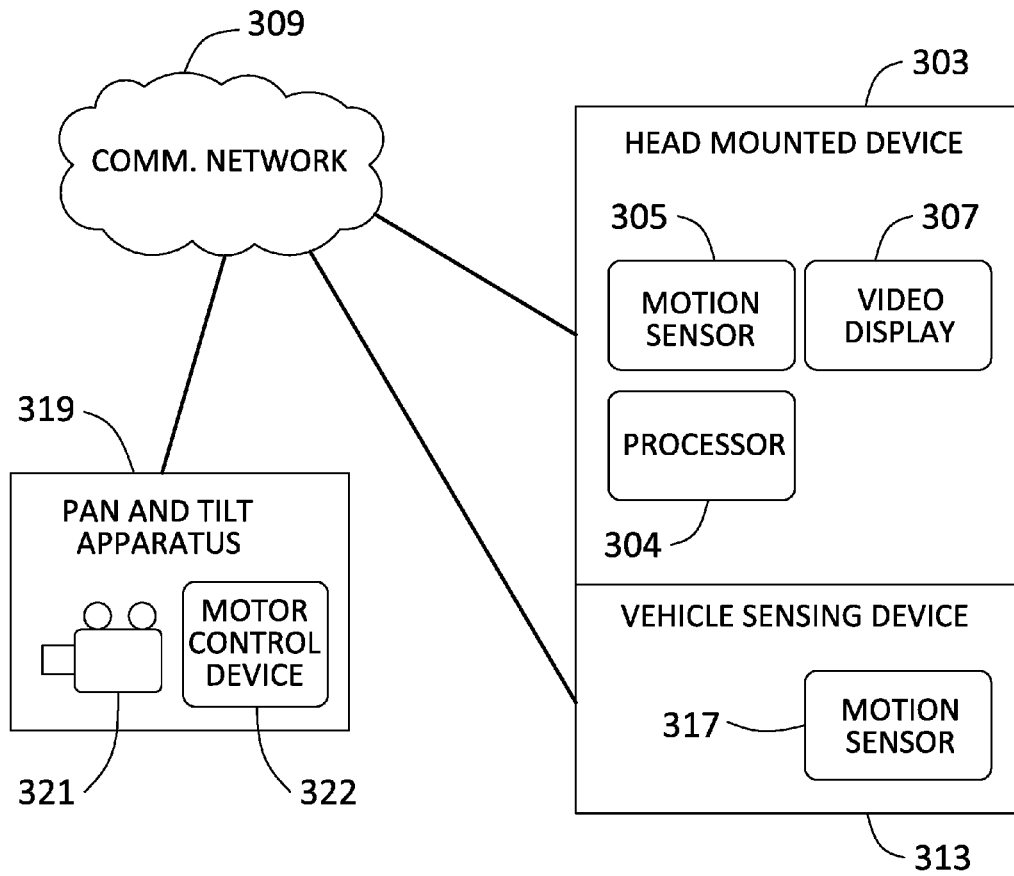 309
COMM. NETWORK
303
HEAD MOUNTED DEVICE
305
307
MOTION
SENSOR
VIDEO
DISPLAY
PROCESSOR
304
319
PAN AND TILT
APPARATUS
MOTOR
CONTROL
DEVICE
321
322
VEHICLE SENSING DEVICE
317
MOTION
SENSOR
313